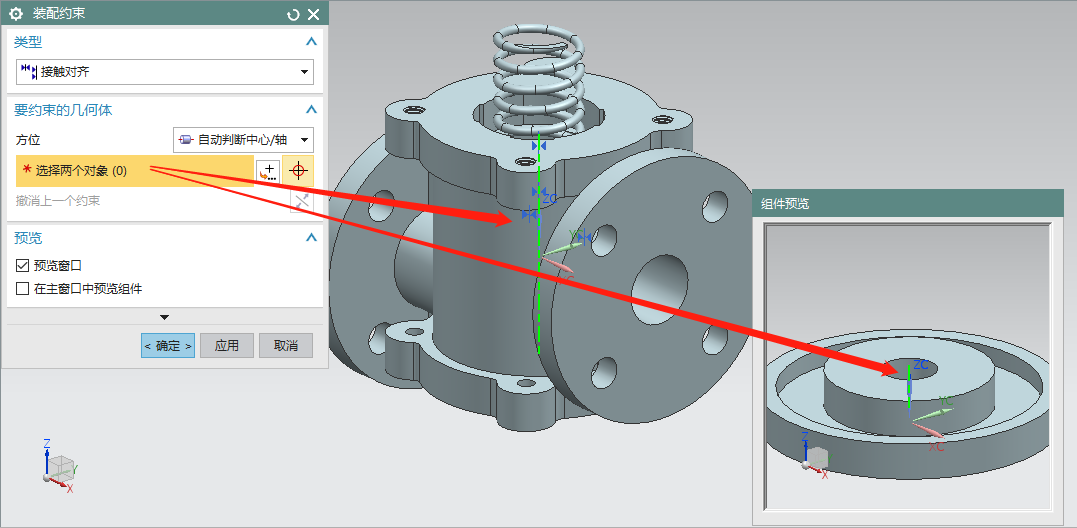 装配约束
类型
接触对齐
要约束的几何体
方位
自动判断中心/轴
* 选择两个对象 (0)
撤消上一个约束
预览
预览窗口
在主窗口中预览组件
< 确定 >
应用
取消
ZC
Z
Y
X
组件预览
ZC
YC
XC
Z
X